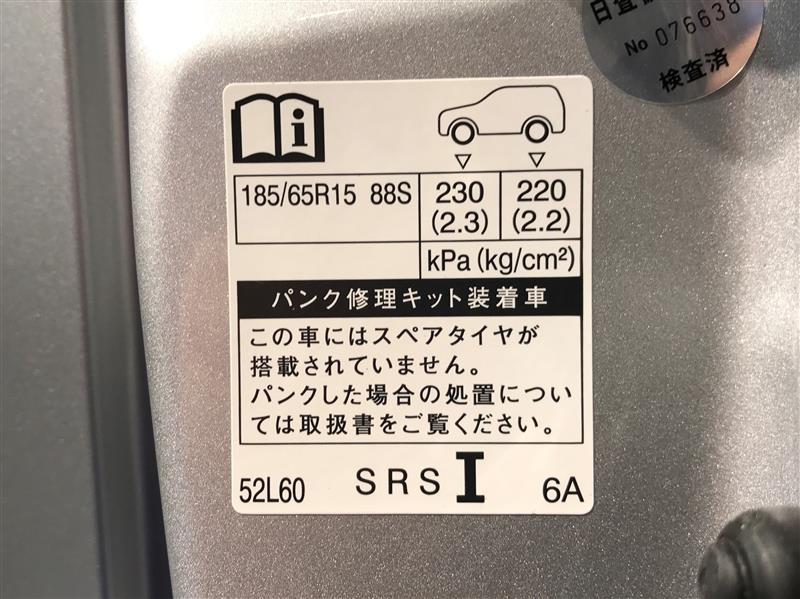 No 076638
検査済
185/65R15 88S 230 220
(2.3) (2.2)
kPa (kg/cm²)
パンク修理キット装着車
この車にはスペアタイヤが
搭載されていません。
パンクした場合の処置につい
ては取扱書をご覧ください。
52L60 SRS I 6A